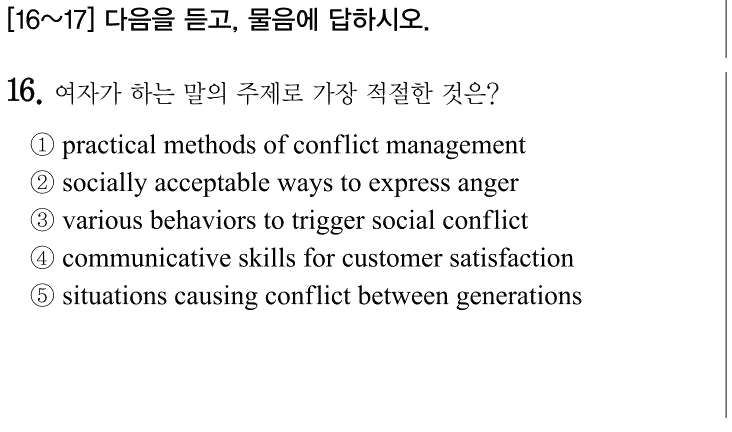 [16~17] 다음을 듣고, 물음에 답하시오.
16. 여자가 하는 말의 주제로 가장 적절한 것은?
① practical methods of conflict management
② socially acceptable ways to express anger
③ various behaviors to trigger social conflict
④ communicative skills for customer satisfaction
⑤ situations causing conflict between generations